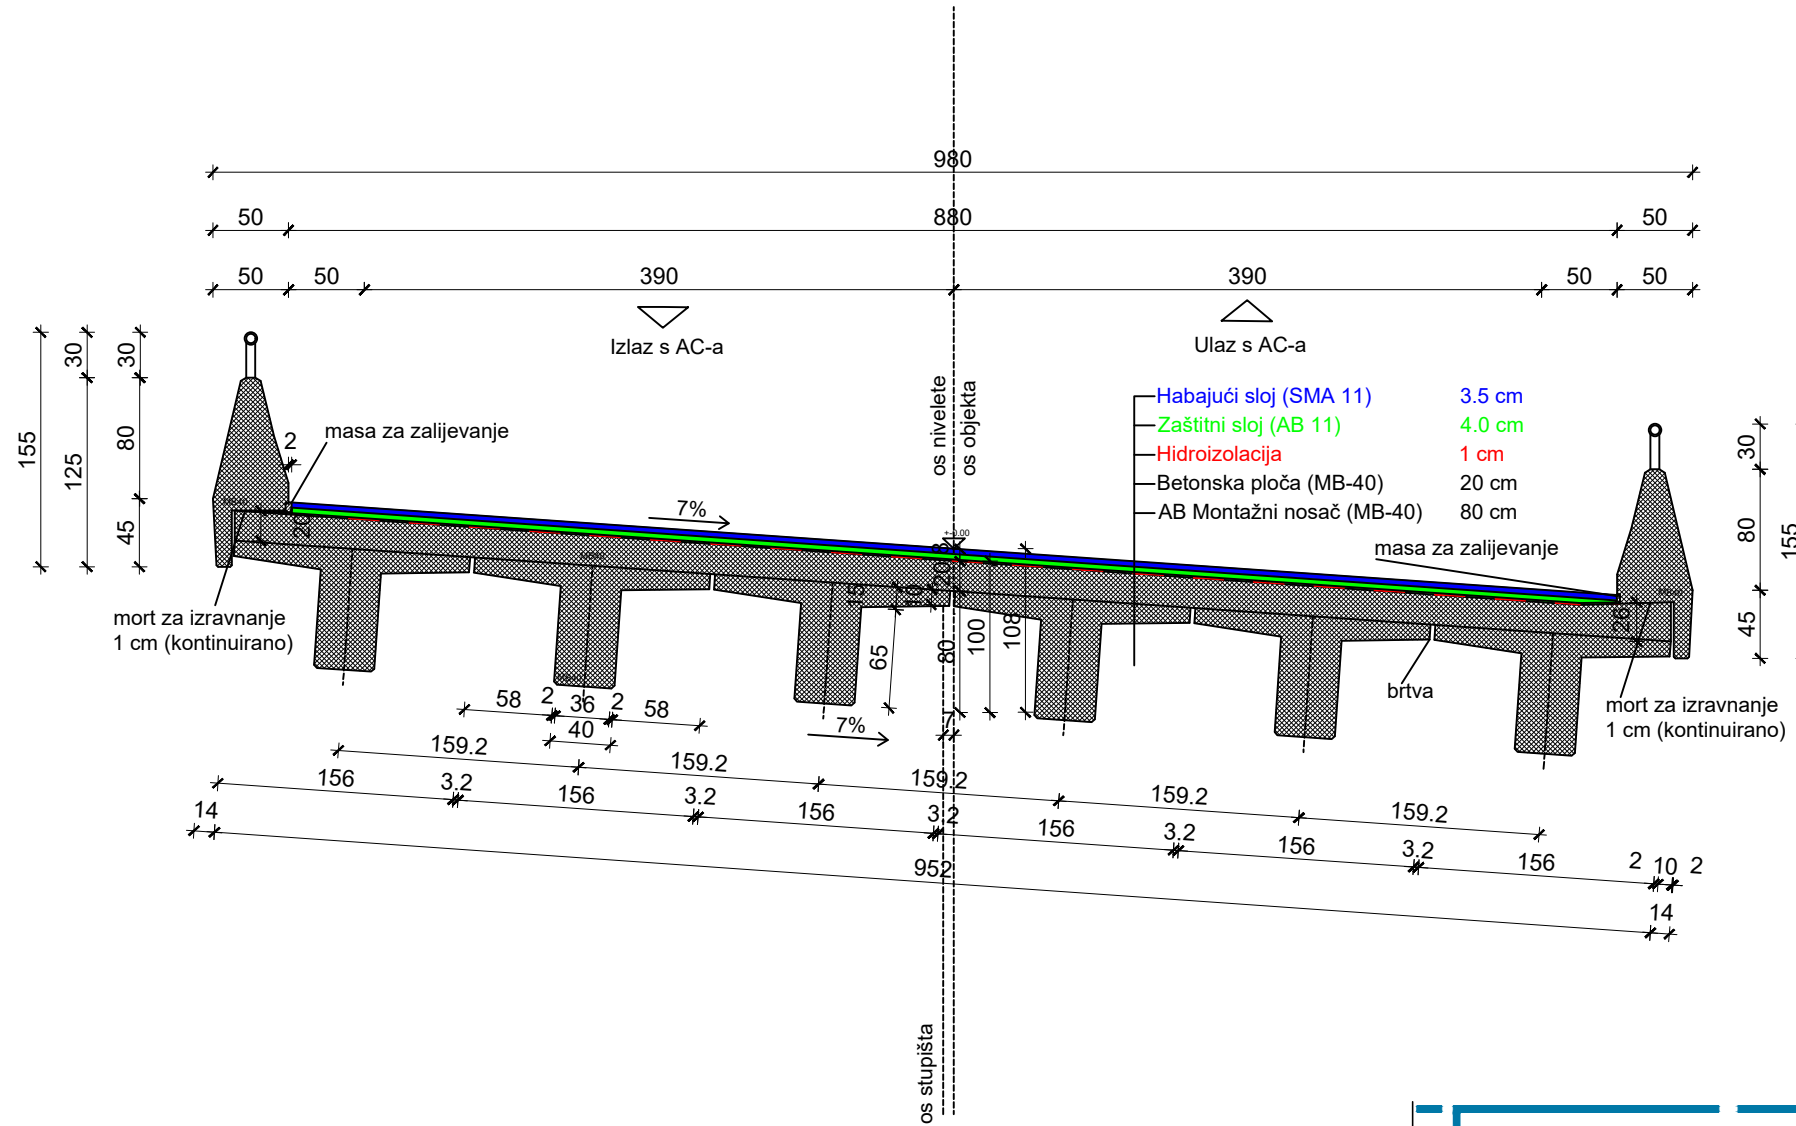 980
50 880 50
50 50 390 390 50 50
Izlaz s AC-a
Ulaz s AC-a
155
125
30
30
80
45
2
masa za zalijevanje
os nivelete
os objekta
Habajući sloj (SMA 11) 3.5 cm
Zaštitni sloj (AB 11) 4.0 cm
Hidroizolacija 1 cm
Betonska ploča (MB-40) 20 cm
AB Montažni nosač (MB-40) 80 cm
30
80
45
155
7%
20
masa za zalijevanje
mort za izravnanje
1 cm (kontinuirano)
15
10
20
65
80
100
108
brtva
mort za izravnanje
1 cm (kontinuirano)
58 2 36 2 58
40
7%
7
159.2 159.2 159.2 159.2 159.2
156 3.2 156 3.2 156 3.2 156 3.2 156 3.2 156 2 10 2
14 952 14
os stupišta